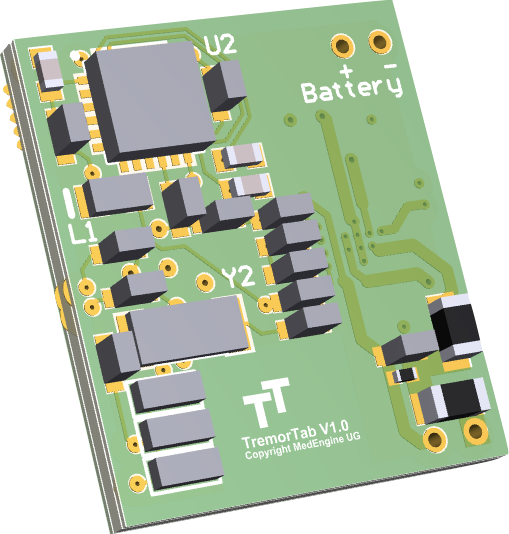 U2
+ -
Battery
L1
Y2
TT
TremorTab V1.0
Copyright MedEngine UG